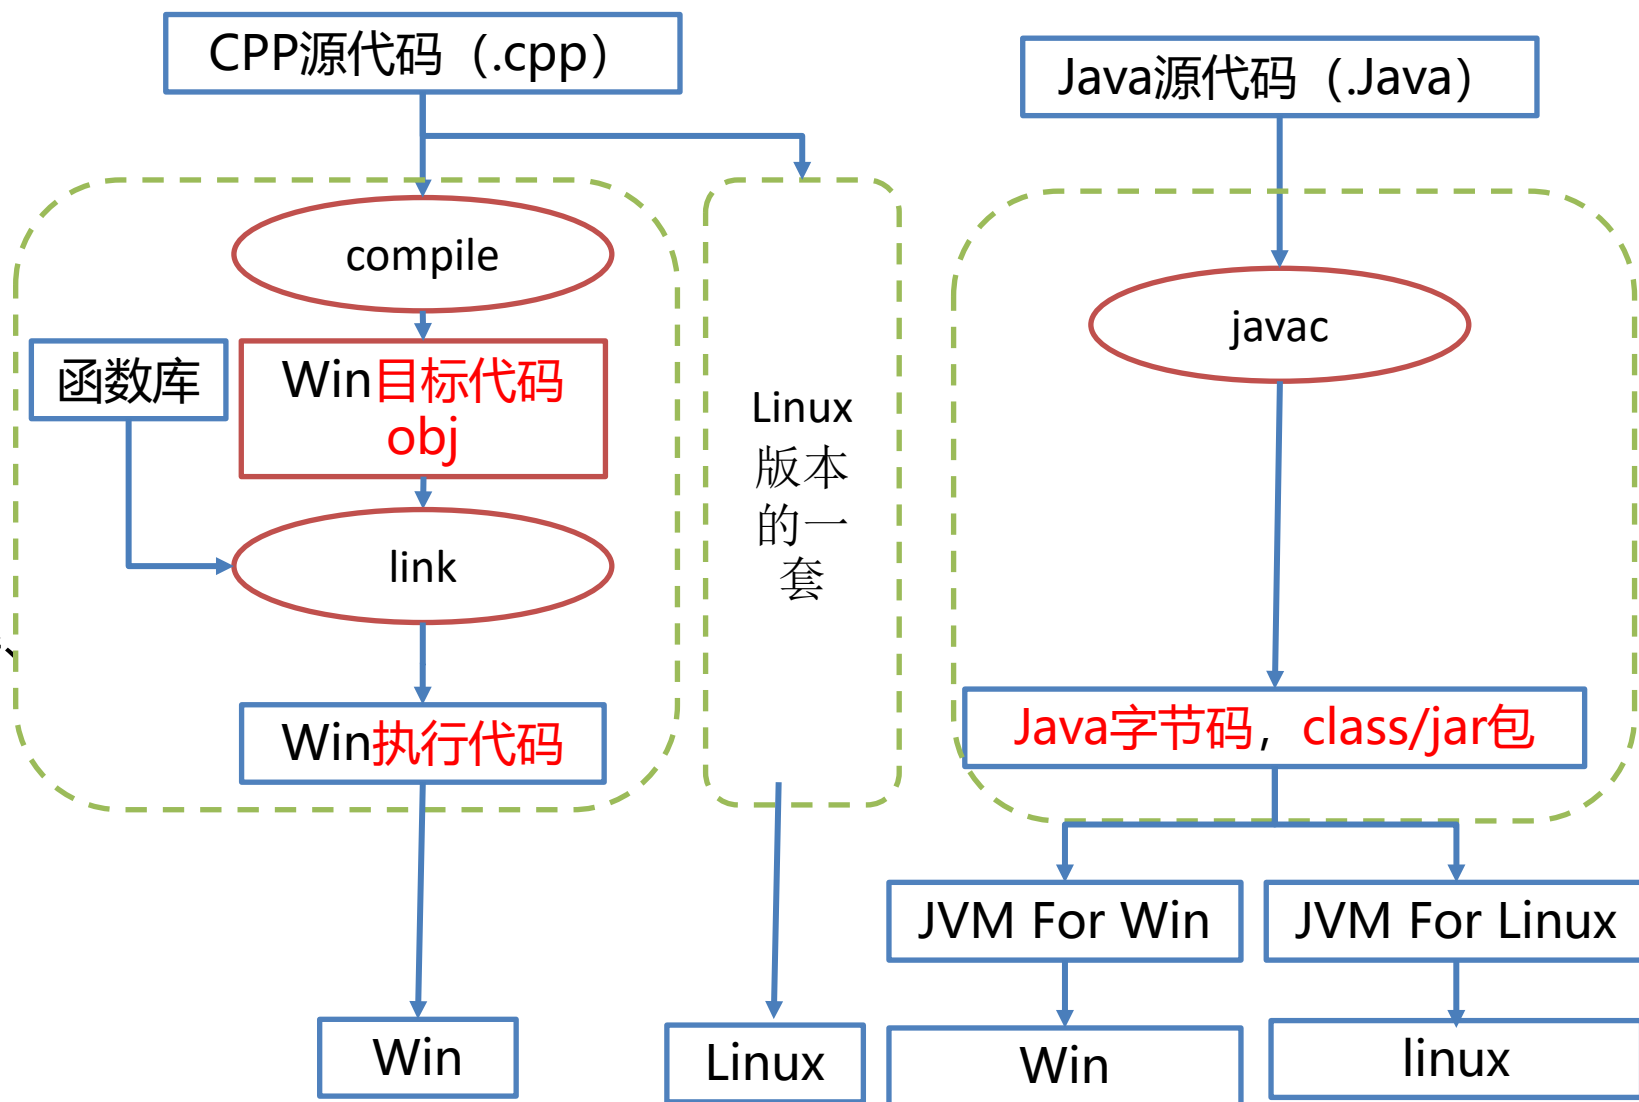 CPP源代码（.cpp）
compile
函数库
Win目标代码
obj
link
Win执行代码
Win
Linux
版本
的一
套
Linux
Java源代码（.Java）
javac
Java字节码，class/jar包
JVM For Win
JVM For Linux
Win
linux